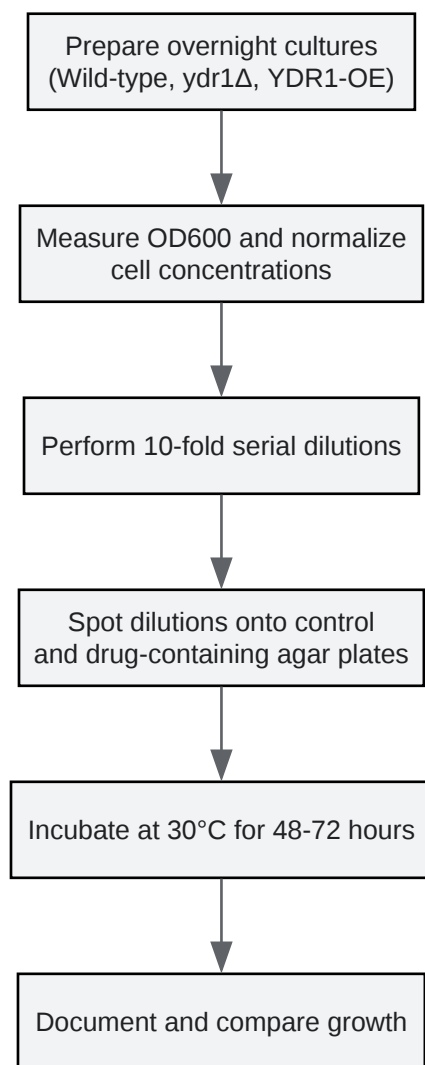 Prepare overnight cultures
(Wild-type, ydr1Δ, YDR1-OE)
Measure OD600 and normalize
cell concentrations
Perform 10-fold serial dilutions
Spot dilutions onto control
and drug-containing agar plates
Incubate at 30°C for 48-72 hours
Document and compare growth